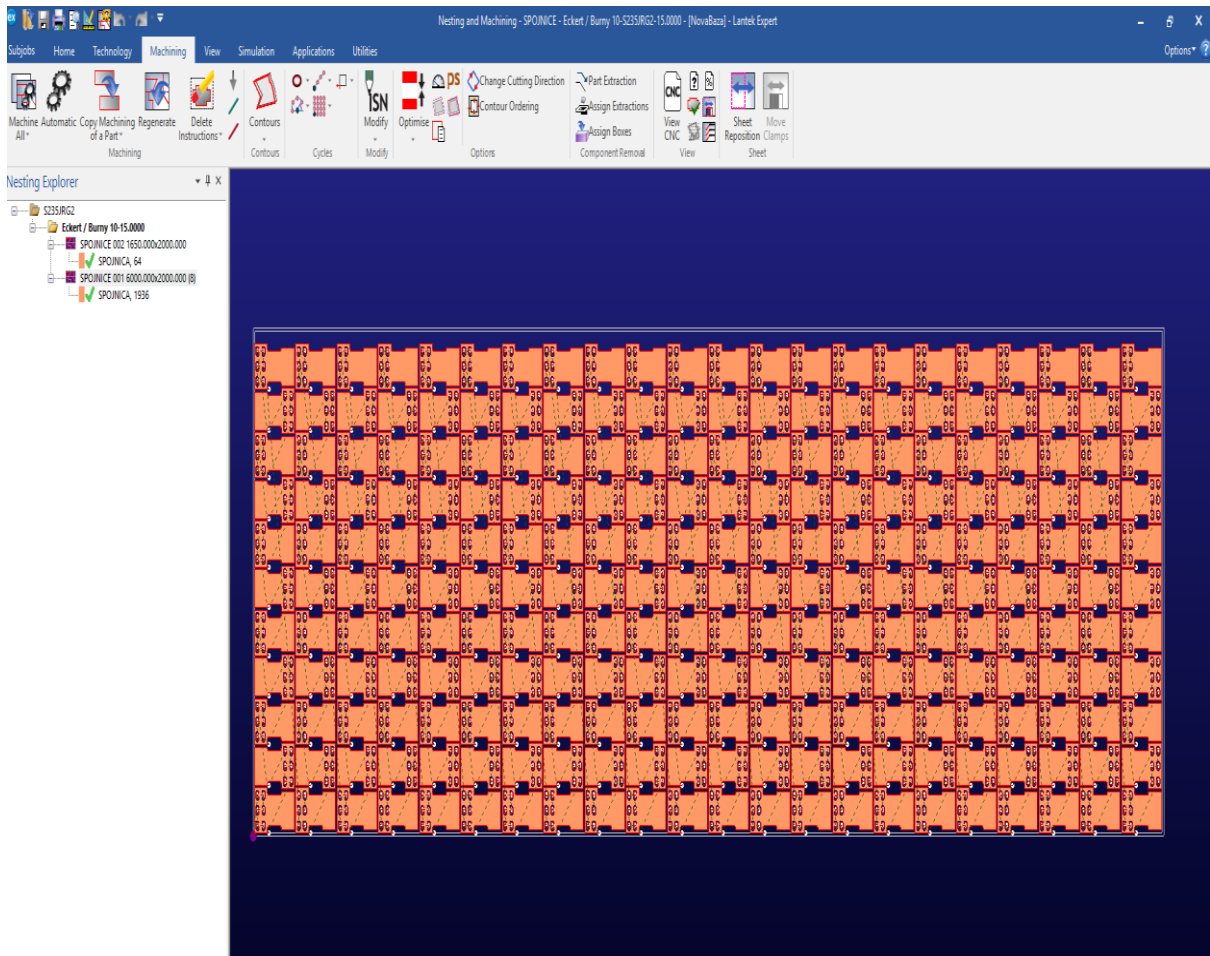 Nesting and Machining - SPOJNICE - Eckert / Burny 10-S235JRG2-15.0000 - [NovaBaza] - Lantek Expert
Subjobs Home Technology Machining View Simulation Applications Utilities Options
Machine All
Automatic
Copy Machining of a Part
Regenerate
Delete Instructions
Machining
Contours
Contours
Cycles
YSN
Modify
Modify
Optimise
DS
Change Cutting Direction
Contour Ordering
Options
Part Extraction
Assign Extractions
Assign Boxes
Component Removal
CNC
View CNC
View
Sheet Reposition
Move Clamps
Sheet
Nesting Explorer
S235JRG2
Eckert / Burny 10-15.0000
SPOJNICE 002 1650.000x2000.000
SPOJNICA, 64
SPOJNICE 001 6000.000x2000.000 (8)
SPOJNICA, 1936